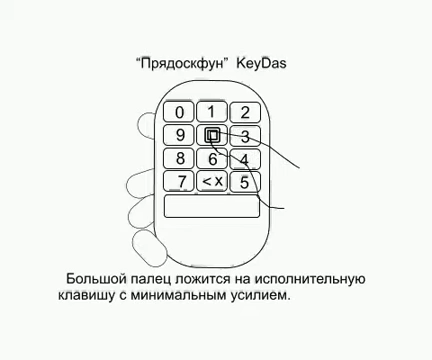 “Прядоскфун” KeyDas
0 1 2
9 3
8 6 4
7 <x 5
Большой палец ложится на исполнительную
клавишу с минимальным усилием.